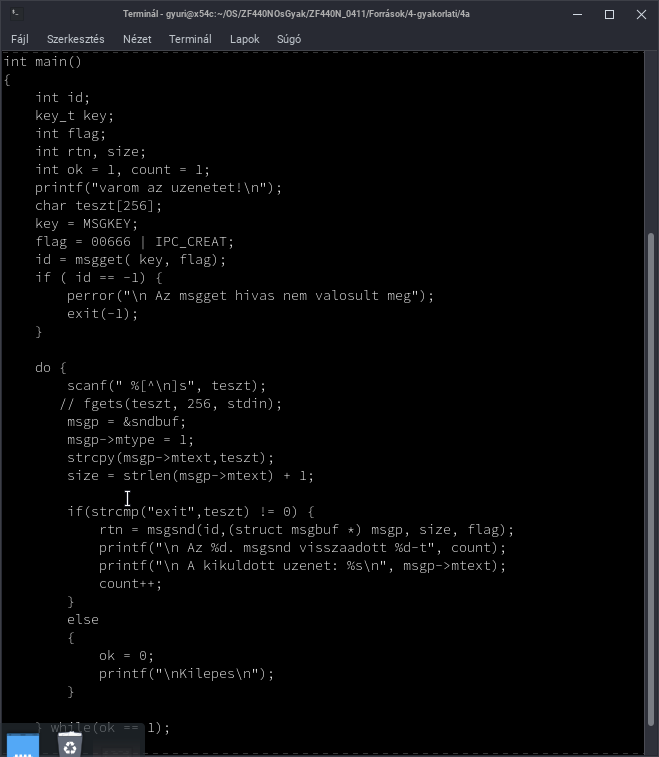 Terminál - gyuri@x54c:~/OS/ZF440NOsGyak/ZF440N_0411/Források/4-gyakorlati/4a
Fájl Szerkesztés Nézet Terminál Lapok Súgó
int main()
{
    int id;
    key_t key;
    int flag;
    int rtn, size;
    int ok = 1, count = 1;
    printf("varom az uzenetet!\n");
    char teszt[256];
    key = MSGKEY;
    flag = 00666 | IPC_CREAT;
    id = msgget( key, flag);
    if ( id == -1) {
        perror("\n Az msgget hivas nem valosult meg");
        exit(-1);
    }
    do {
        scanf(" %[^\n]s", teszt);
       // fgets(teszt, 256, stdin);
        msgp = &sndbuf;
        msgp->mtype = 1;
        strcpy(msgp->mtext,teszt);
        size = strlen(msgp->mtext) + 1;
        if(strcmp("exit",teszt) != 0) {
            rtn = msgsnd(id,(struct msgbuf *) msgp, size, flag);
            printf("\n Az %d. msgsnd visszaadott %d-t", count);
            printf("\n A kikuldott uzenet: %s\n", msgp->mtext);
            count++;
        }
        else
        {
            ok = 0;
            printf("\nKilepes\n");
        }
    } while(ok == 1);